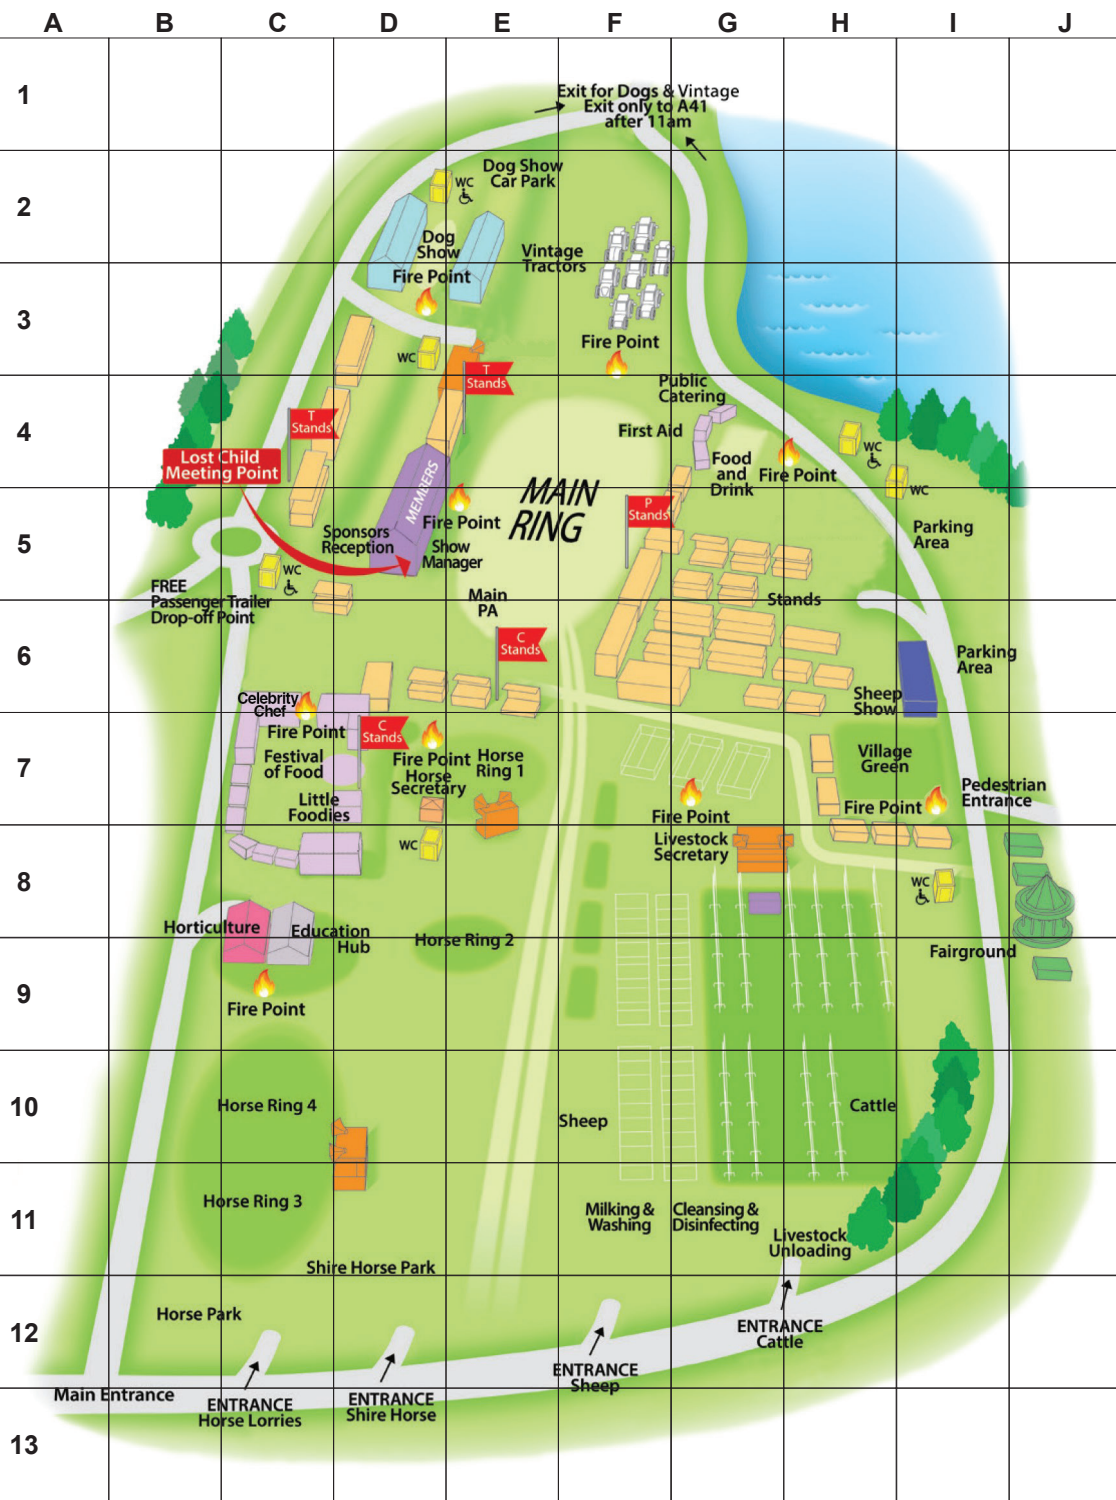 A B C D E F G H I J
1
Exit for Dogs & Vintage
Exit only to A41
after 11am
2
Dog Show
Car Park
WC
Dog
Show
Vintage
Tractors
3
Fire Point
Fire Point
WC
4
T
Stands
T
Stands
Public
Catering
First Aid
Food
and
Drink
Fire Point
WC
WC
Lost Child
Meeting Point
MEMBERS
MAIN
RING
5
Fire Point
P
Stands
Sponsors
Reception
Show
Manager
Parking
Area
WC
FREE
Passenger Trailer
Drop-off Point
Main
PA
Stands
6
C
Stands
Parking
Area
Sheep
Show
Celebrity
Chef
Fire Point
7
C
Stands
Festival
of Food
Fire Point
Horse
Secretary
Horse
Ring 1
Village
Green
Little
Foodies
Fire Point
Fire Point
Pedestrian
Entrance
8
WC
Livestock
Secretary
WC
Horticulture
Education
Hub
Horse Ring 2
Fairground
9
Fire Point
10
Horse Ring 4
Sheep
Cattle
11
Horse Ring 3
Milking &
Washing
Cleansing &
Disinfecting
Livestock
Unloading
Shire Horse Park
12
Horse Park
ENTRANCE
Cattle
ENTRANCE
Sheep
Main Entrance
ENTRANCE
Horse Lorries
ENTRANCE
Shire Horse
13